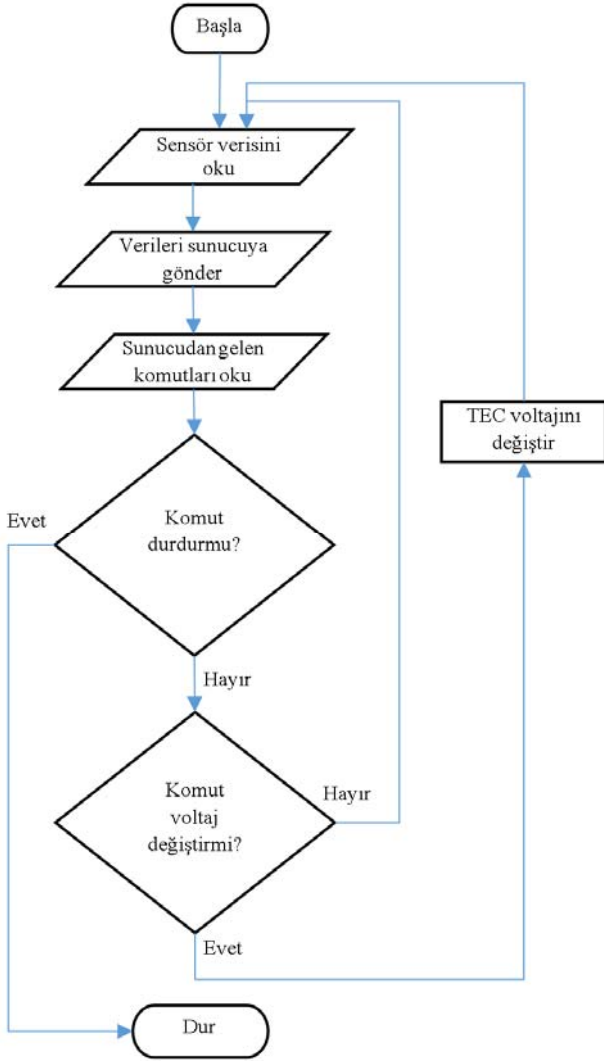 Başla
Sensör verisini
oku
Verileri sunucuya
gönder
Sunucudan gelen
komutları oku
TEC voltajını
değiştir
Evet
Komut
durdurmu?
Hayır
Komut
voltaj
değiştirmi?
Hayır
Evet
Dur